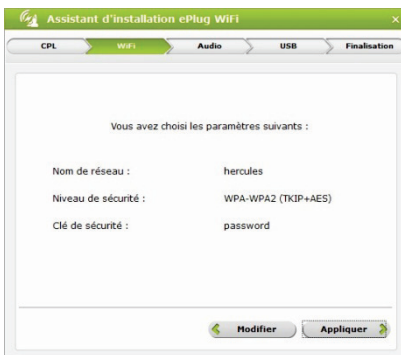 Assistant d'installation ePlug WiFi
CPL WiFi Audio USB Finalisation
Vous avez choisi les paramètres suivants :
Nom de réseau : hercules
Niveau de sécurité : WPA-WPA2 (TKIP+AES)
Clé de sécurité : password
Modifier Appliquer